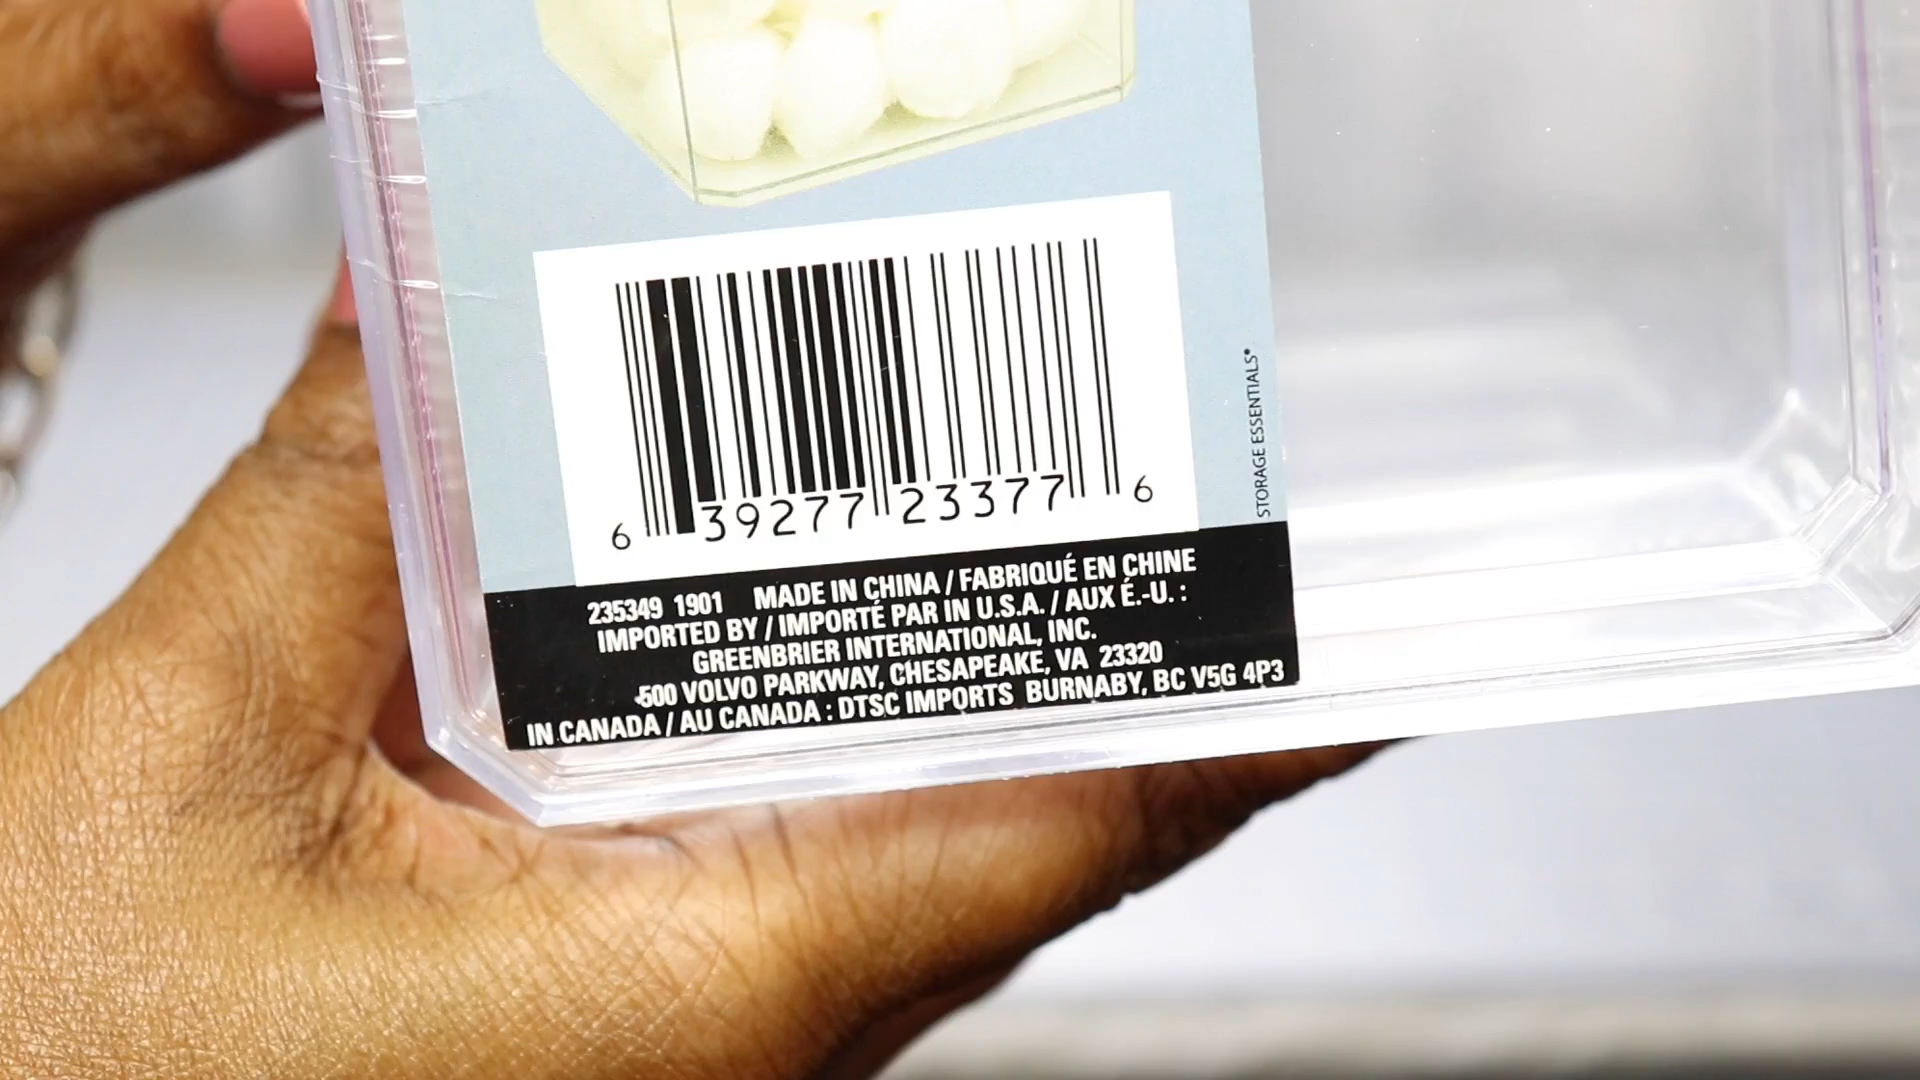 6 39277 23377 6
STORAGE ESSENTIALS®
235349 1901 MADE IN CHINA / FABRIQUÉ EN CHINE
IMPORTED BY / IMPORTÉ PAR IN U.S.A. / AUX É.-U. :
GREENBRIER INTERNATIONAL, INC.
500 VOLVO PARKWAY, CHESAPEAKE, VA 23320
IN CANADA / AU CANADA : DTSC IMPORTS BURNABY, BC V5G 4P3